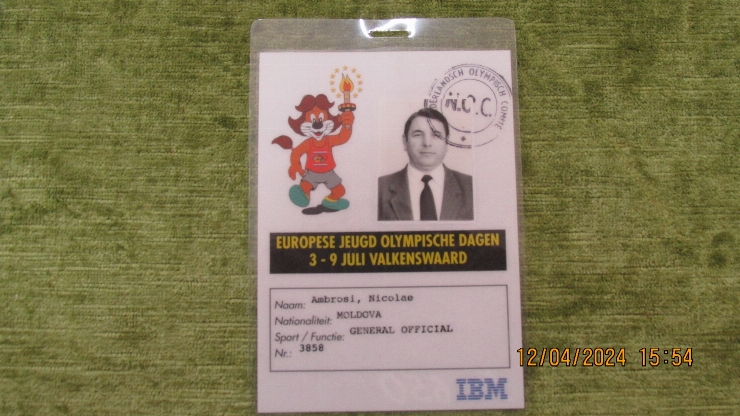 NEDERLANDSCH OLYMPISCH COMITÉ
N.O.C.
EUROPESE JEUGD OLYMPISCHE DAGEN
3 - 9 JULI VALKENSWAARD
Naam: Ambrosi, Nicolae
Nationaliteit: MOLDOVA
Sport / Functie: GENERAL OFFICIAL
Nr.: 3858
IBM
12/04/2024 15:54